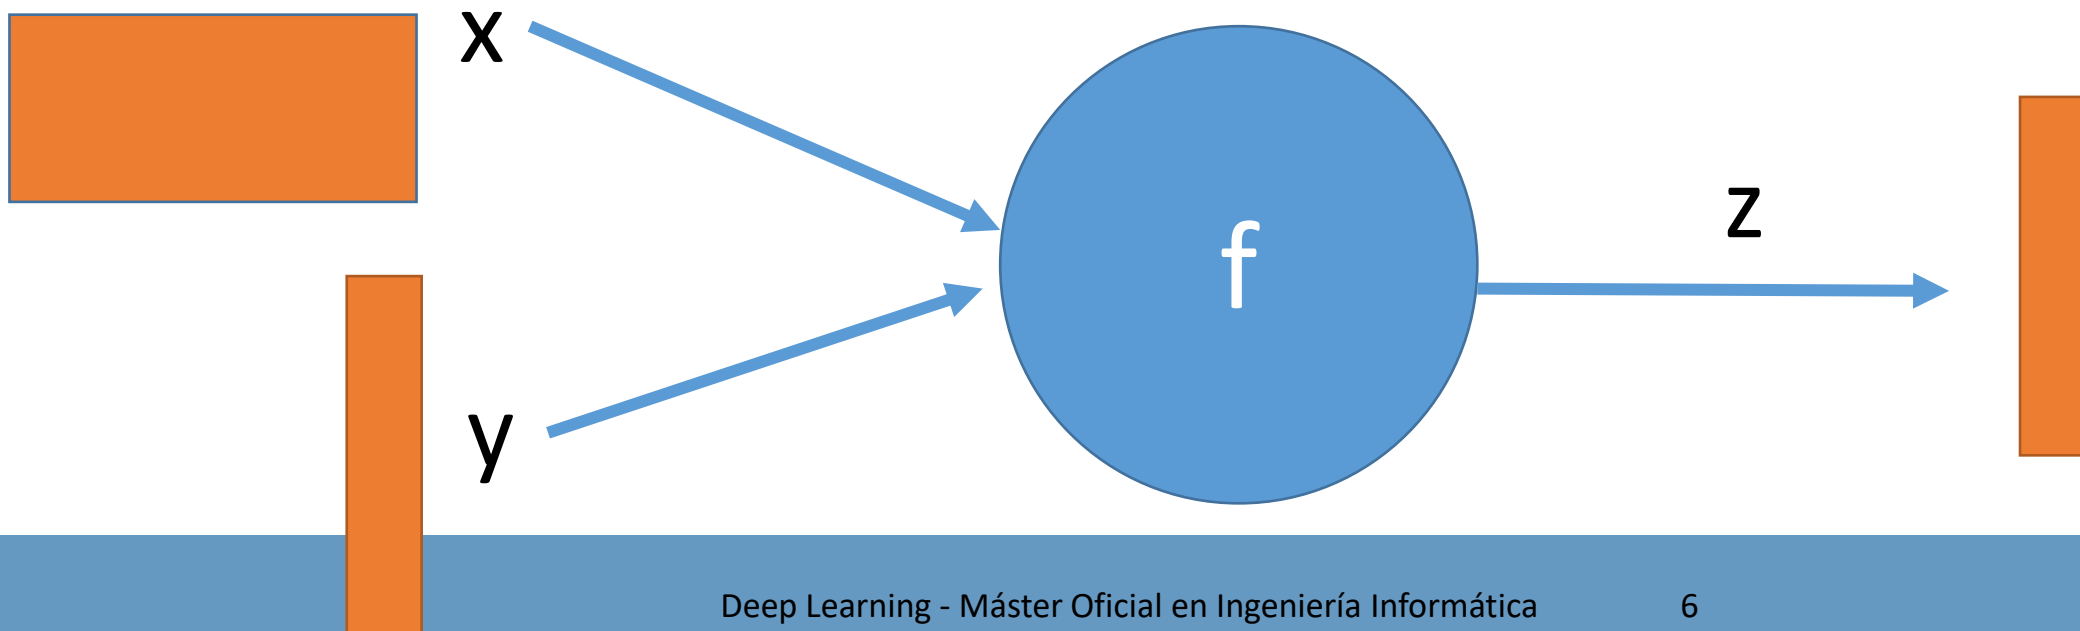 x
f
z
y
Deep Learning - Máster Oficial en Ingeniería Informática
6